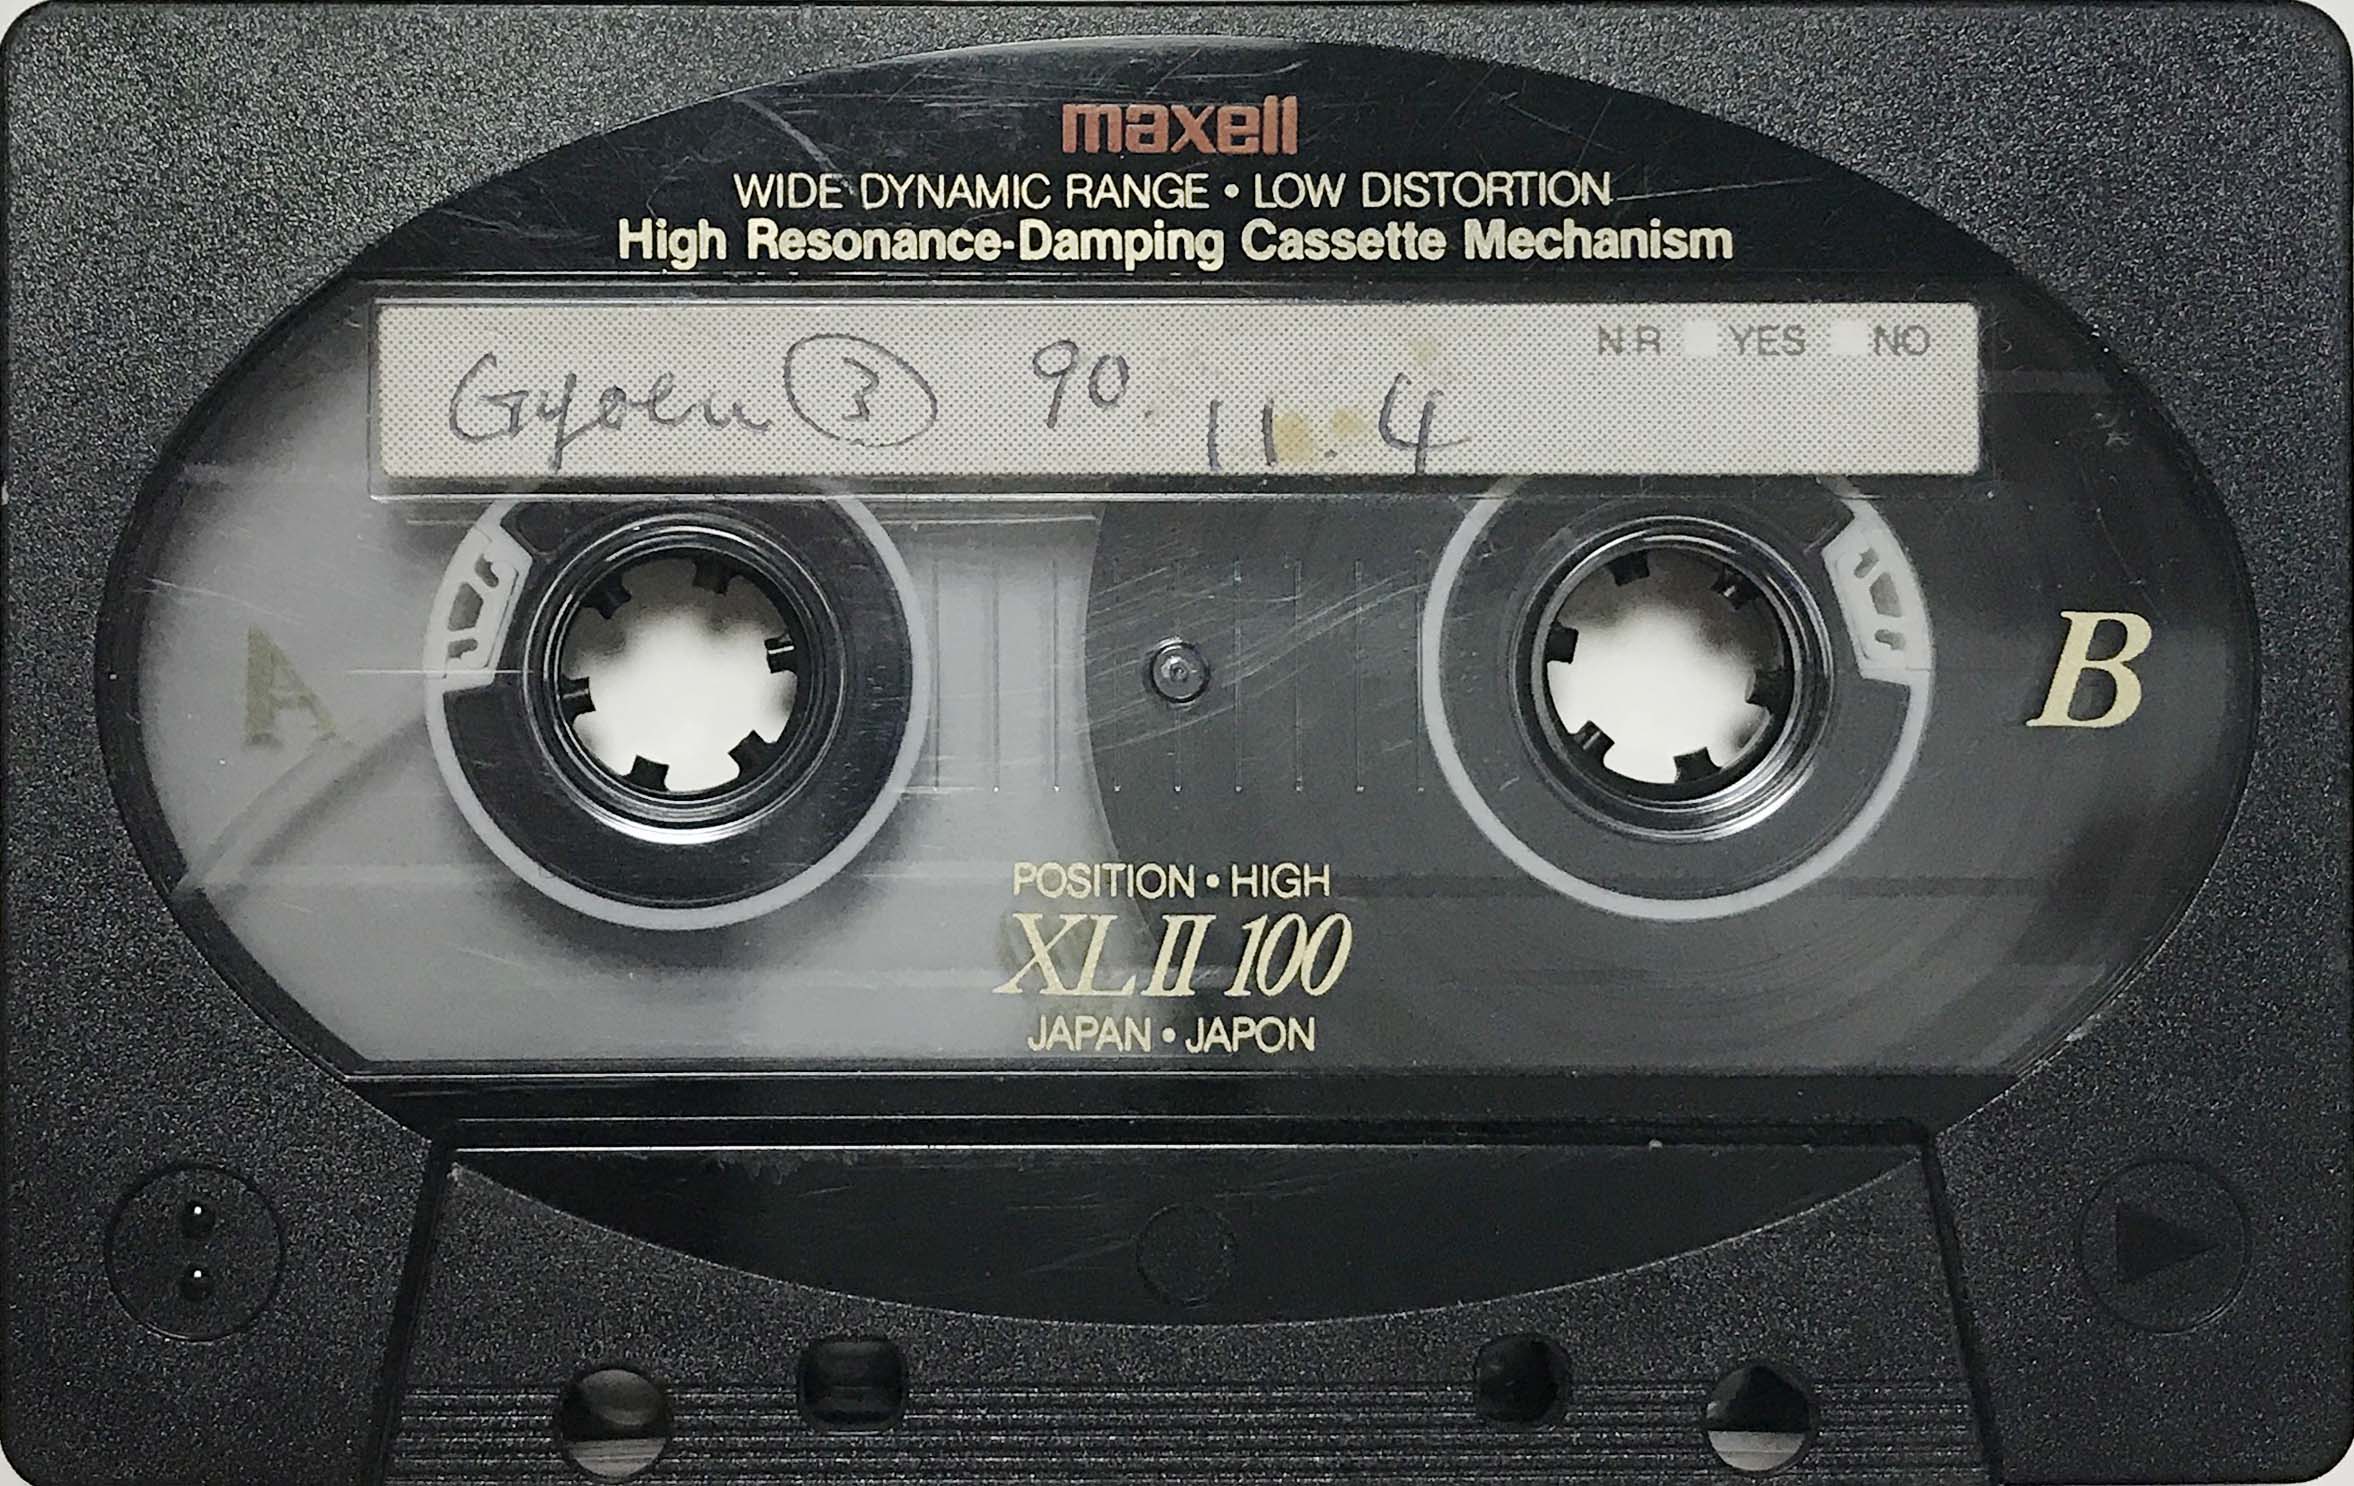 maxell
WIDE DYNAMIC RANGE • LOW DISTORTION
High Resonance-Damping Cassette Mechanism
NR YES NO
Gyoen ③ 90. 11. 4
A B
POSITION • HIGH
XL II 100
JAPAN • JAPON